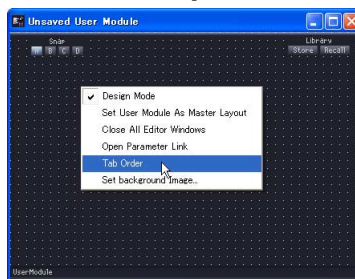 Unsaved User Module
Snap
A B C D
Library
Store Recall
✓ Design Mode
Set User Module As Master Layout
Close All Editor Windows
Open Parameter Link
Tab Order
Set background Image...
UserModule